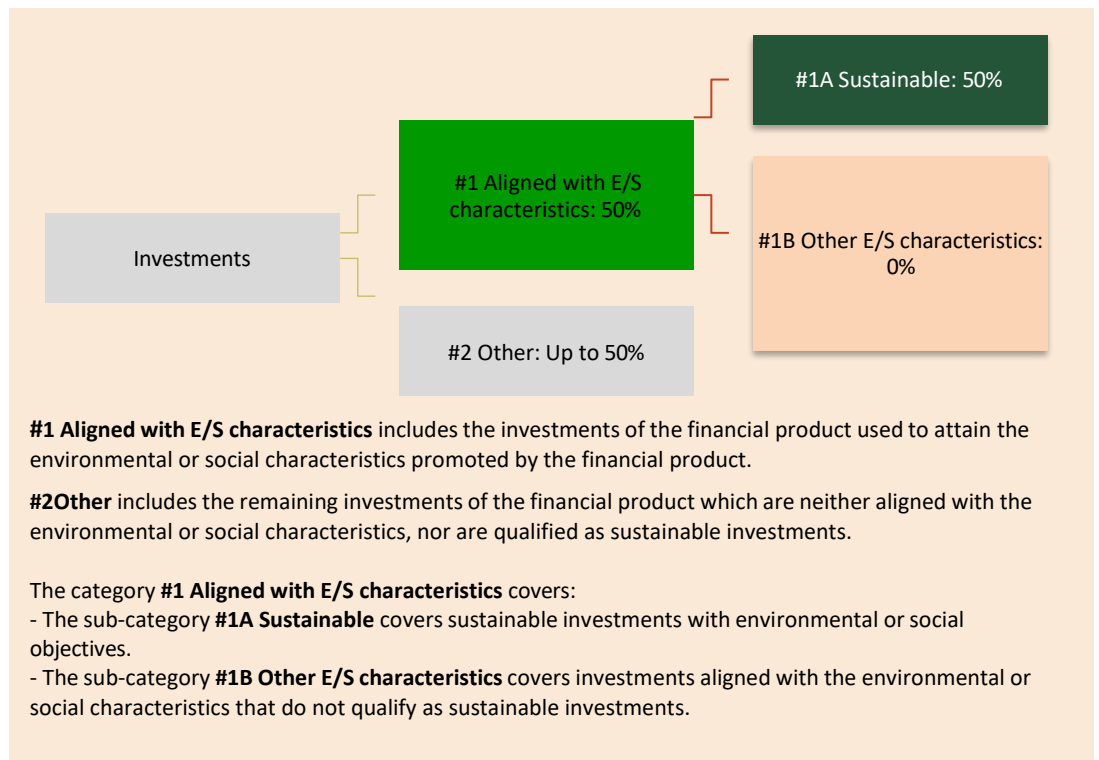 #1A Sustainable: 50%
#1 Aligned with E/S
characteristics: 50%
#1B Other E/S characteristics:
0%
Investments
#2 Other: Up to 50%
#1 Aligned with E/S characteristics includes the investments of the financial product used to attain the
environmental or social characteristics promoted by the financial product.
#2Other includes the remaining investments of the financial product which are neither aligned with the
environmental or social characteristics, nor are qualified as sustainable investments.
The category #1 Aligned with E/S characteristics covers:
- The sub-category #1A Sustainable covers sustainable investments with environmental or social
objectives.
- The sub-category #1B Other E/S characteristics covers investments aligned with the environmental or
social characteristics that do not qualify as sustainable investments.